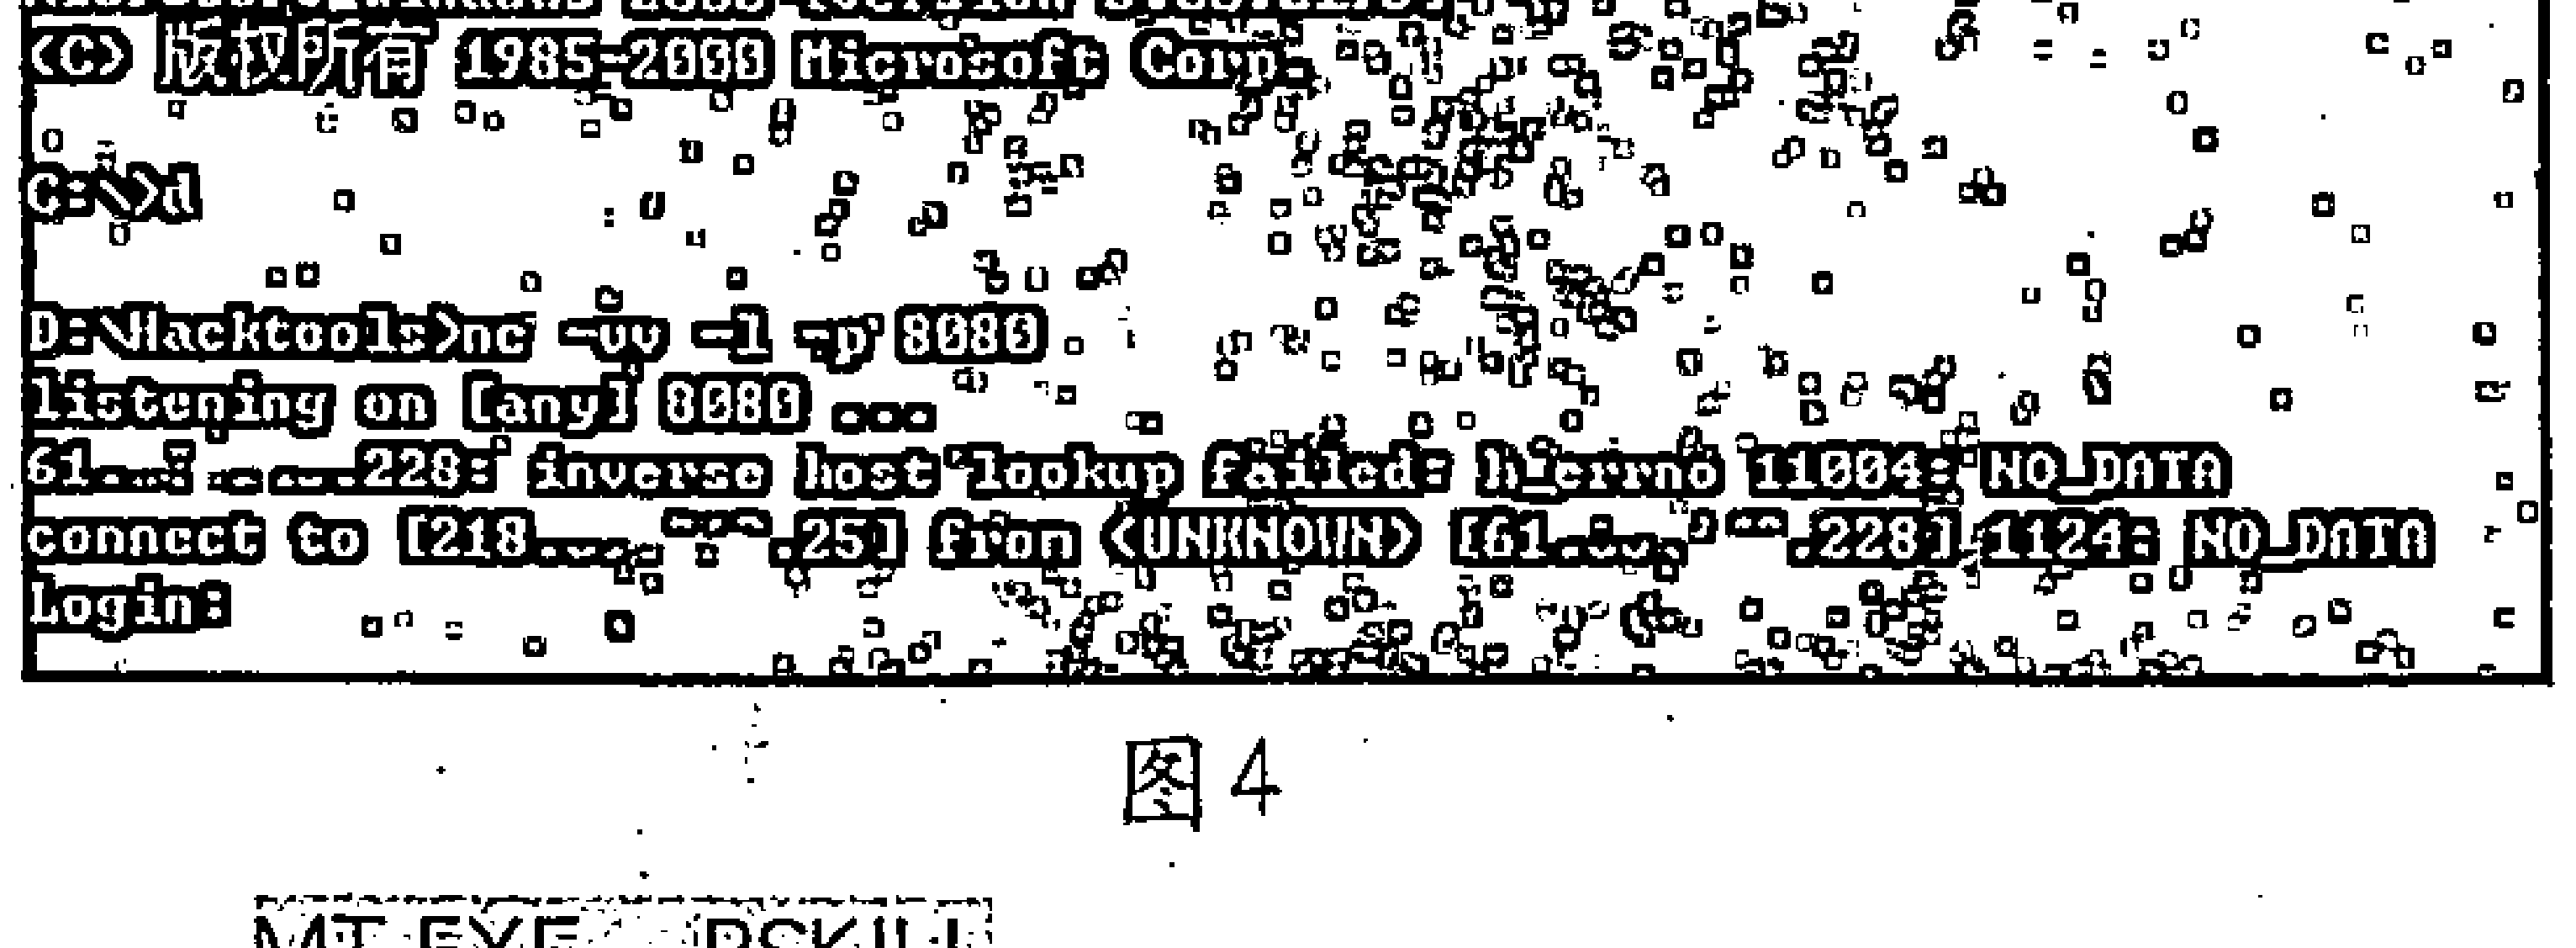 <C> 版权所有 1985-2000 Microsoft Corp
C:\>d
D:\Hacktools>nc -vv -l -p 8080
listening on [any] 8080 ...
61. .228: inverse host lookup failed: h_errno 11004: NO_DATA
connect to [218. .25] from <UNKNOWN> [61. .228] 1124: NO_DATA
Login:
图 4